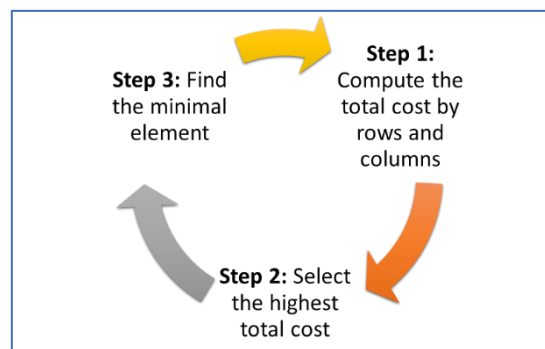 Step 1:
Compute the
total cost by
rows and
columns
Step 2: Select
the highest
total cost
Step 3: Find
the minimal
element